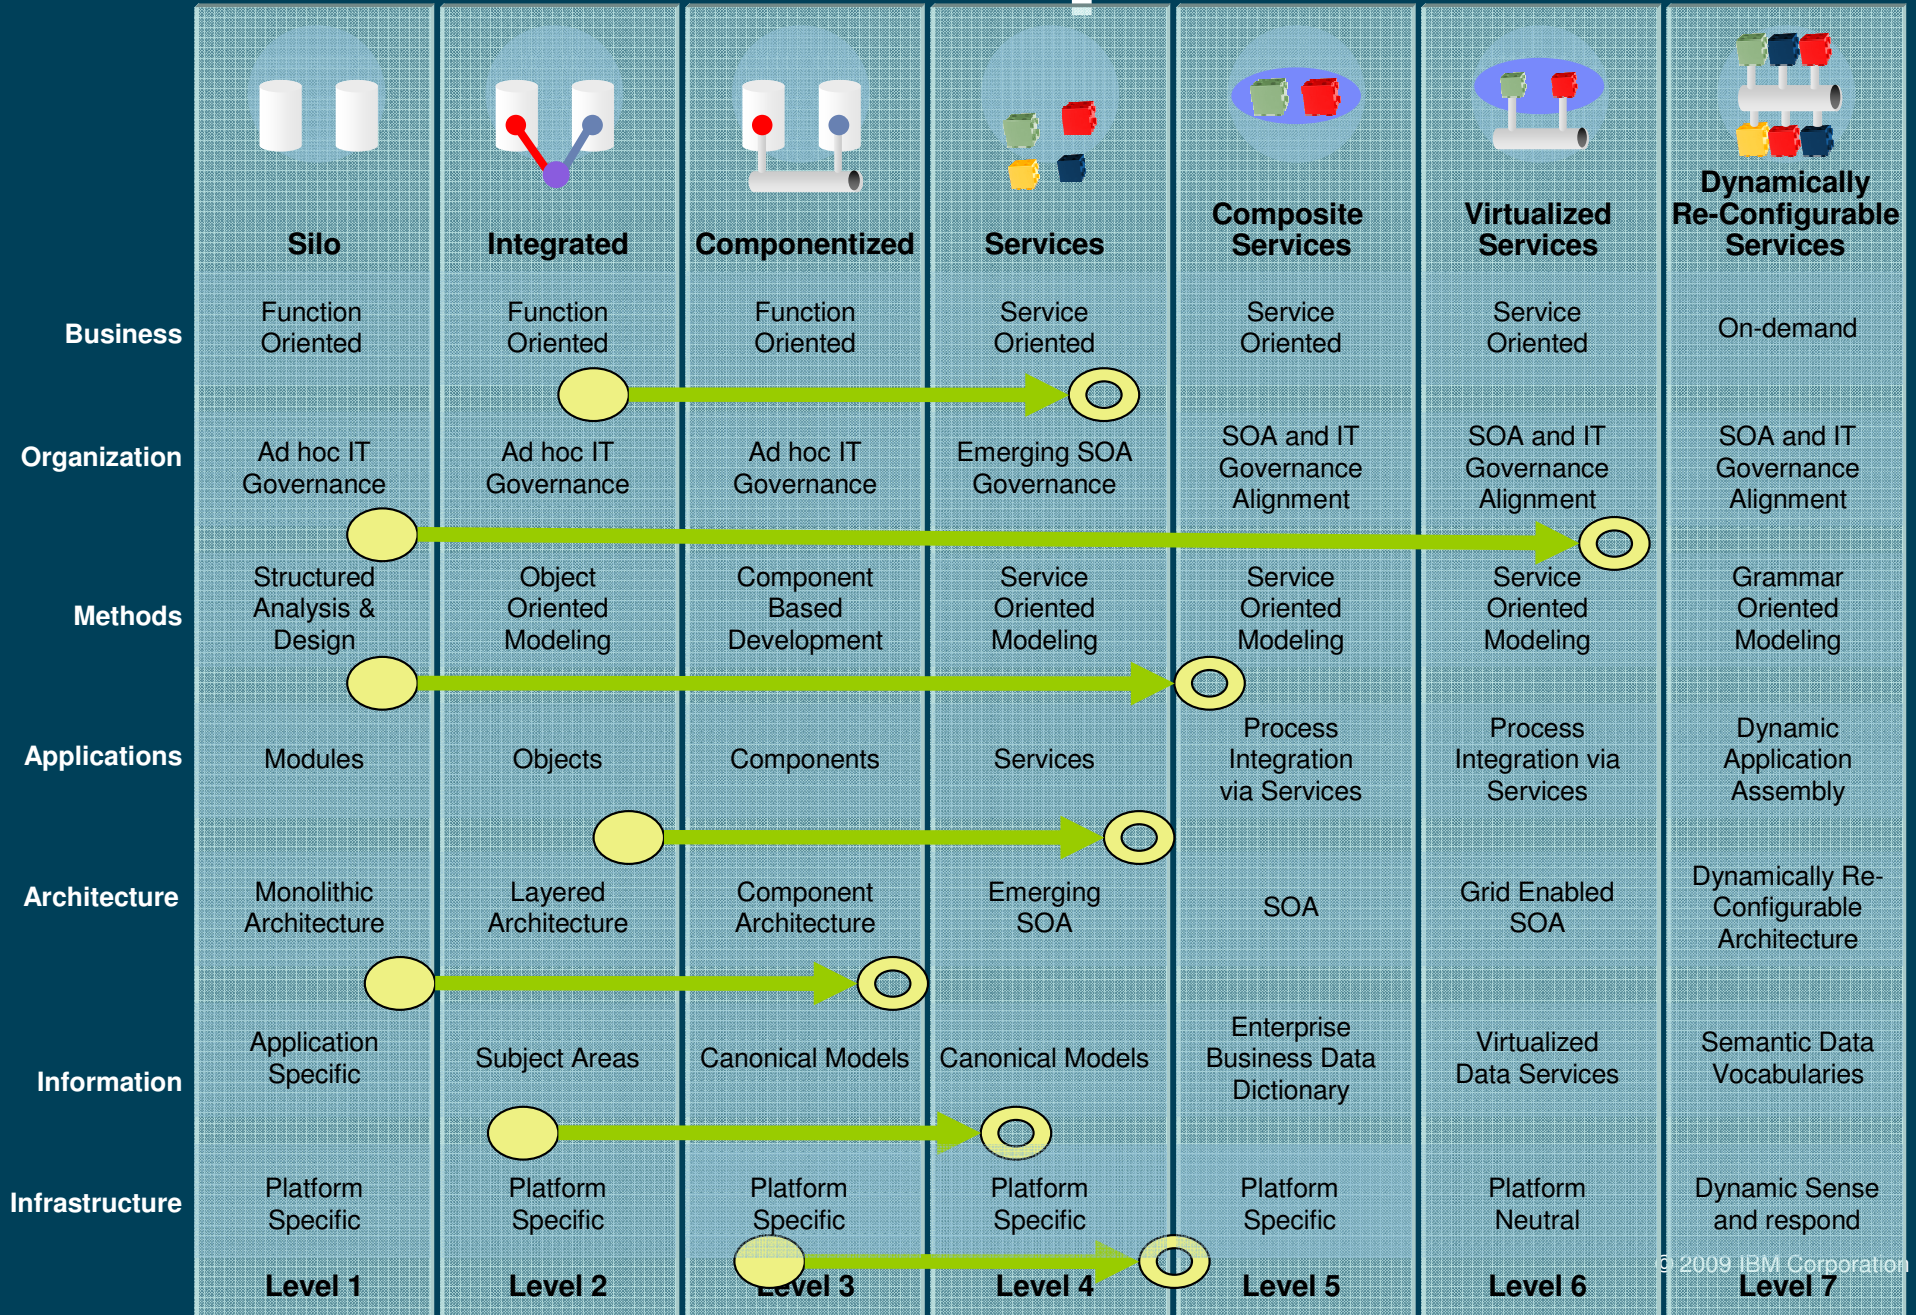 Silo
Integrated
Componentized
Services
Composite
Services
Virtualized
Services
Dynamically
Re-Configurable
Services
Business
Function
Oriented
Function
Oriented
Function
Oriented
Service
Oriented
Service
Oriented
Service
Oriented
On-demand
Organization
Ad hoc IT
Governance
Ad hoc IT
Governance
Ad hoc IT
Governance
Emerging SOA
Governance
SOA and IT
Governance
Alignment
SOA and IT
Governance
Alignment
SOA and IT
Governance
Alignment
Methods
Structured
Analysis &
Design
Object
Oriented
Modeling
Component
Based
Development
Service
Oriented
Modeling
Service
Oriented
Modeling
Service
Oriented
Modeling
Grammar
Oriented
Modeling
Applications
Modules
Objects
Components
Services
Process
Integration
via Services
Process
Integration via
Services
Dynamic
Application
Assembly
Architecture
Monolithic
Architecture
Layered
Architecture
Component
Architecture
Emerging
SOA
SOA
Grid Enabled
SOA
Dynamically Re-
Configurable
Architecture
Information
Application
Specific
Subject Areas
Canonical Models
Canonical Models
Enterprise
Business Data
Dictionary
Virtualized
Data Services
Semantic Data
Vocabularies
Infrastructure
Platform
Specific
Platform
Specific
Platform
Specific
Platform
Specific
Platform
Specific
Platform
Neutral
Dynamic Sense
and respond
© 2009 IBM Corporation
Level 1
Level 2
Level 3
Level 4
Level 5
Level 6
Level 7